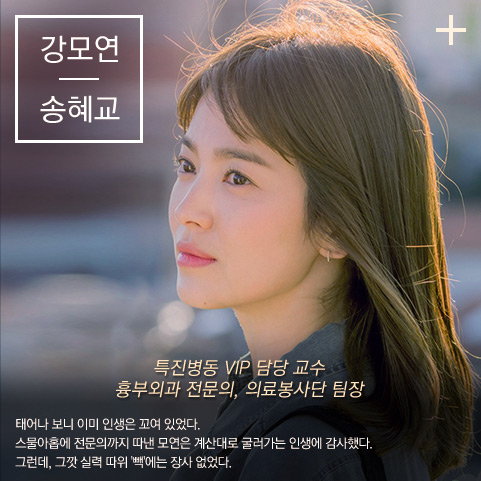 강모연
송혜교
특진병동 VIP 담당 교수
흉부외과 전문의, 의료봉사단 팀장
태어나 보니 이미 인생은 꼬여 있었다.
스물아홉에 전문의까지 따낸 모연은 계산대로 굴러가는 인생에 감사했다.
그런데, 그깟 실력 따위 '빽'에는 장사 없었다.